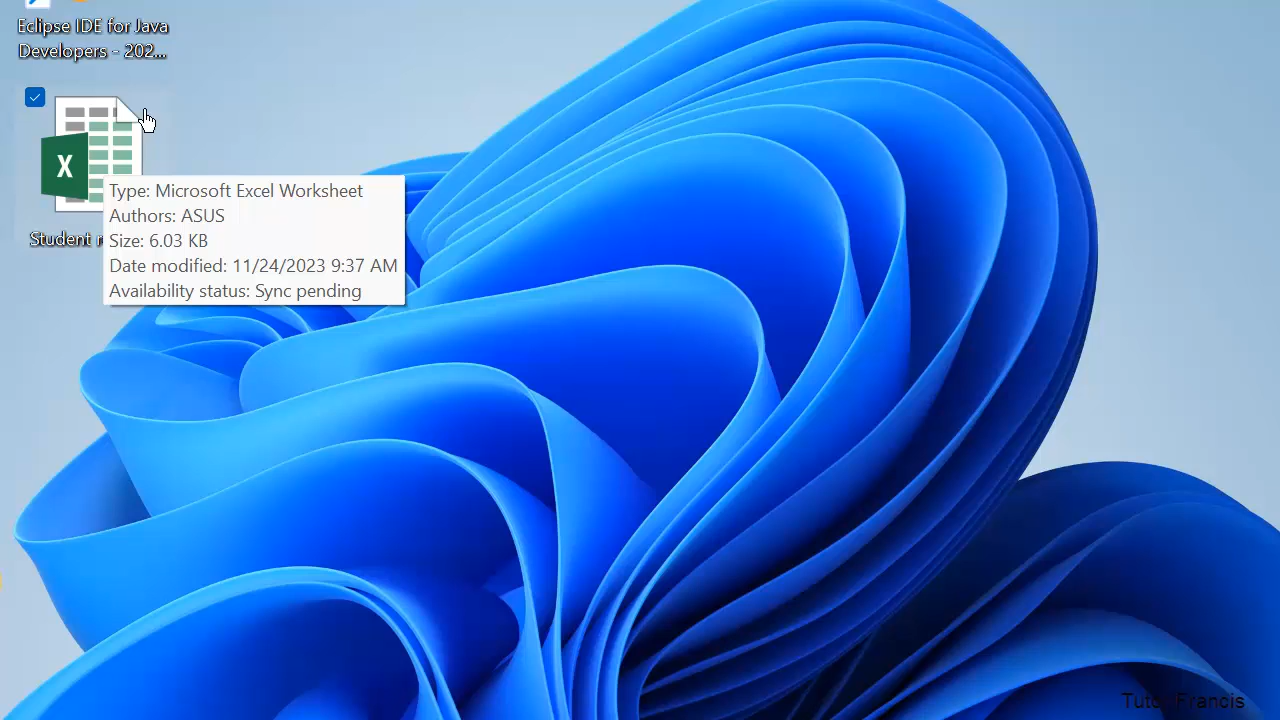 Eclipse IDE for Java
Developers - 202...
X
Student
Type: Microsoft Excel Worksheet
Authors: ASUS
Size: 6.03 KB
Date modified: 11/24/2023 9:37 AM
Availability status: Sync pending
Tutor Francis